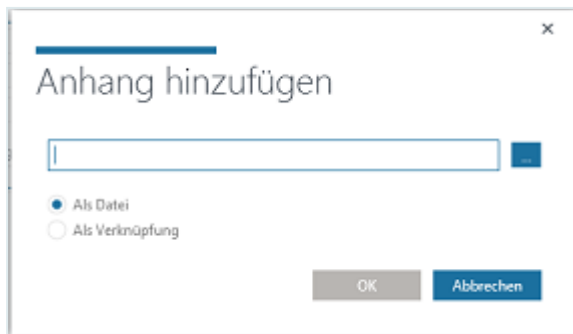 Anhang hinzufügen
...
Als Datei
Als Verknüpfung
OK Abbrechen